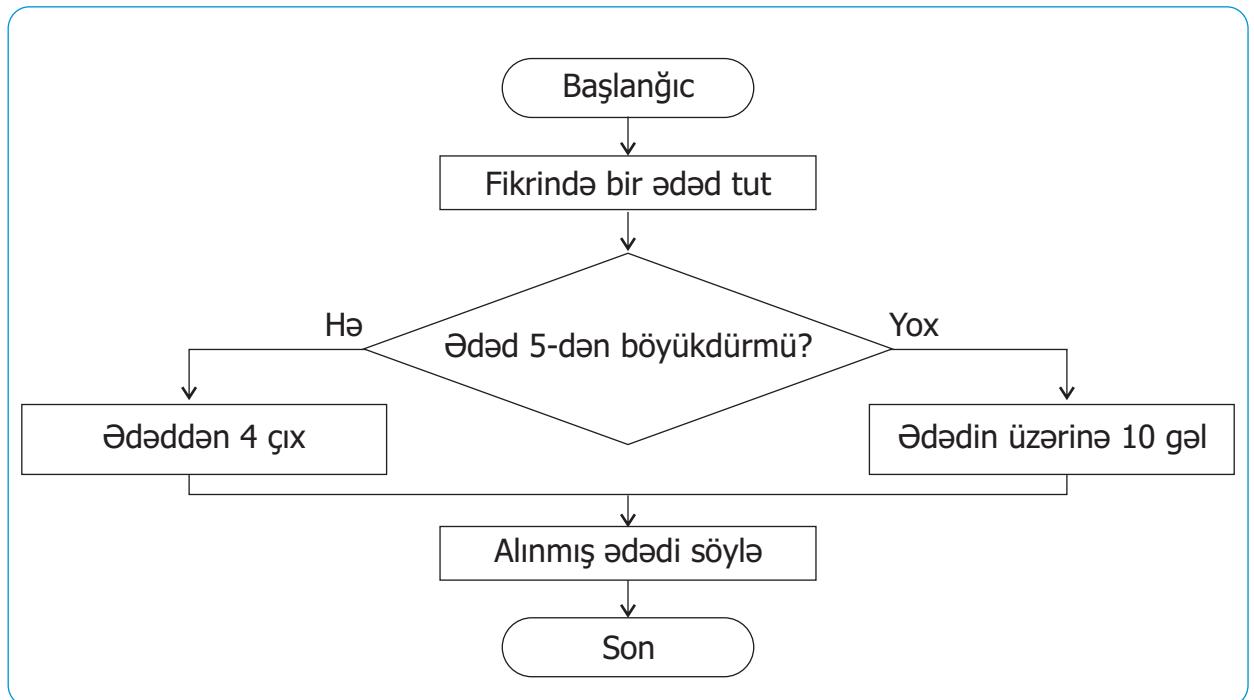 Başlanğıc
Fikrində bir ədəd tut
Hə
Yox
Ədəd 5-dən böyükdürmü?
Ədəddən 4 çıx
Ədədin üzərinə 10 gəl
Alınmış ədədi söylə
Son